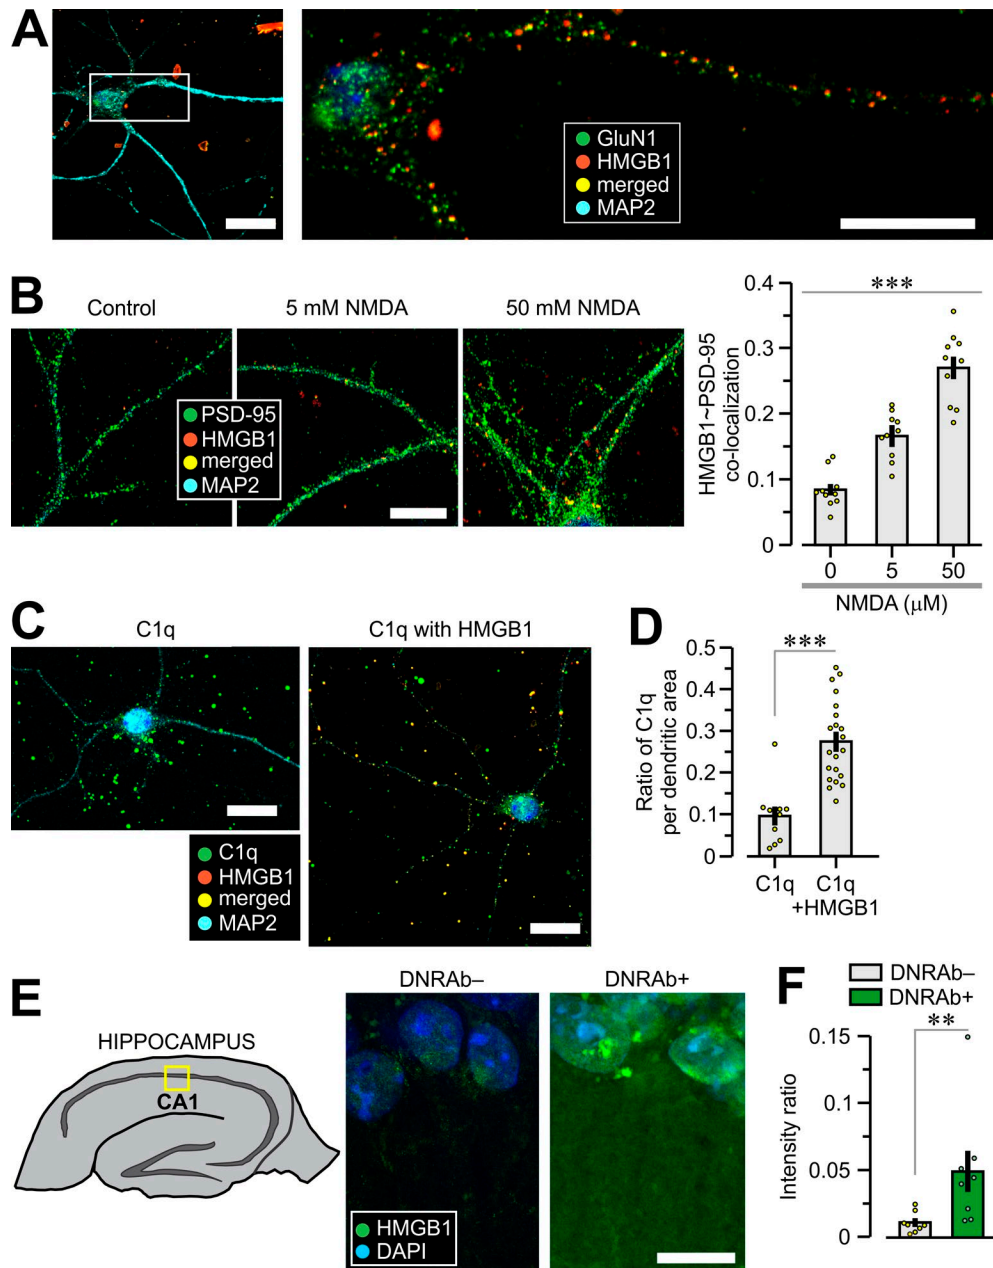 A
GluN1
HMGB1
merged
MAP2
B
Control
5 mM NMDA
50 mM NMDA
PSD-95
HMGB1
merged
MAP2
***
HMGB1~PSD-95
co-localization
0.4
0.3
0.2
0.1
0
0
5
50
NMDA (μM)
C
C1q
C1q with HMGB1
C1q
HMGB1
merged
MAP2
D
***
Ratio of C1q
per dendritic area
0.5
0.4
0.3
0.2
0.1
0
C1q
C1q
+HMGB1
E
HIPPOCAMPUS
CA1
DNRAb–
DNRAb+
HMGB1
DAPI
F
DNRAb–
DNRAb+
**
Intensity ratio
0.15
0.10
0.05
0